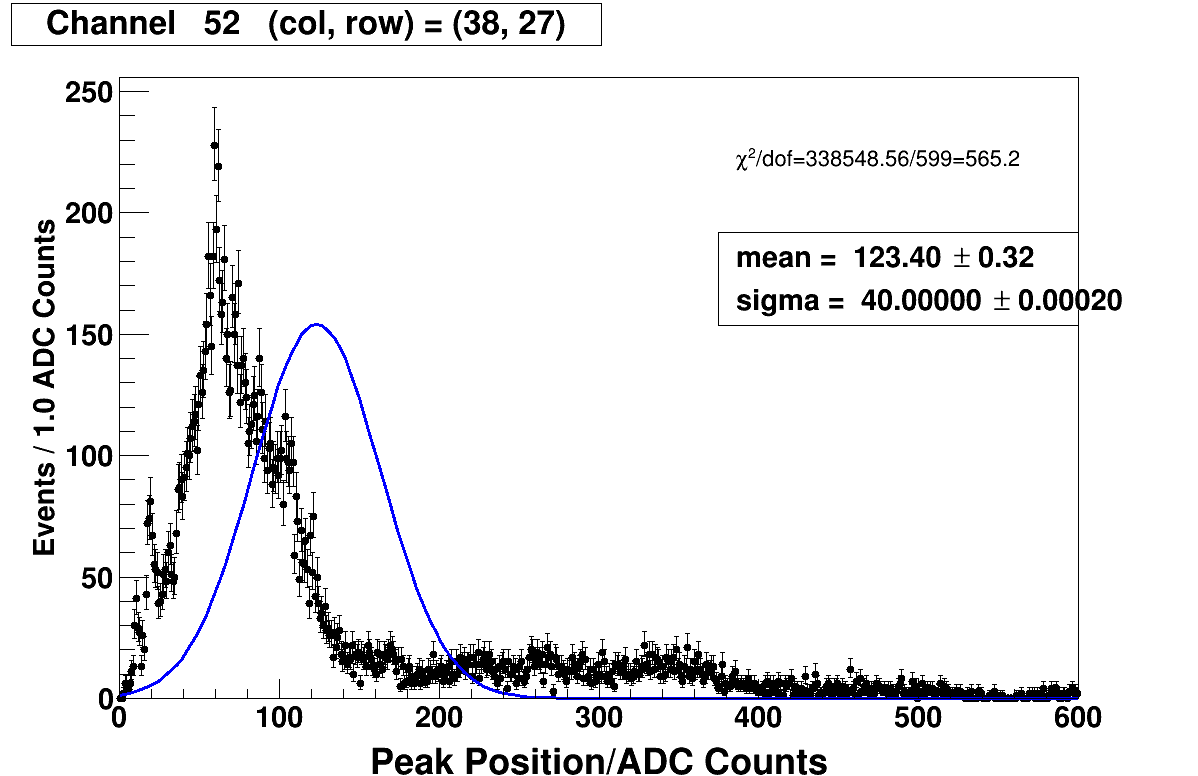 Channel 52 (col, row) = (38, 27)
250
200
150
100
50
0
Events / 1.0 ADC Counts
χ²/dof=338548.56/599=565.2
mean = 123.40 ± 0.32
sigma = 40.00000 ± 0.00020
0 100 200 300 400 500 600
Peak Position/ADC Counts